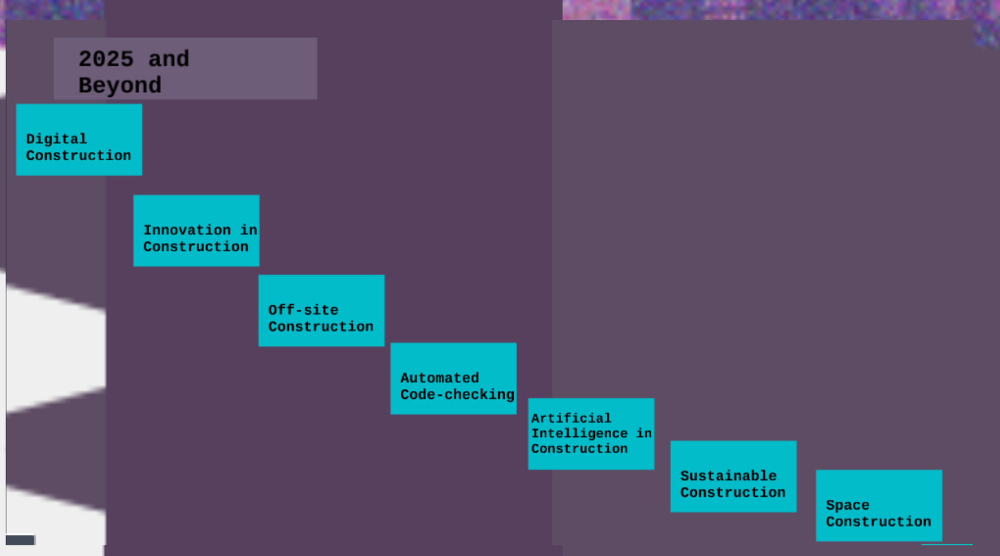 2025 and
Beyond
Digital
Construction
Innovation in
Construction
Off-site
Construction
Automated
Code-checking
Artificial
Intelligence in
Construction
Sustainable
Construction
Space
Construction